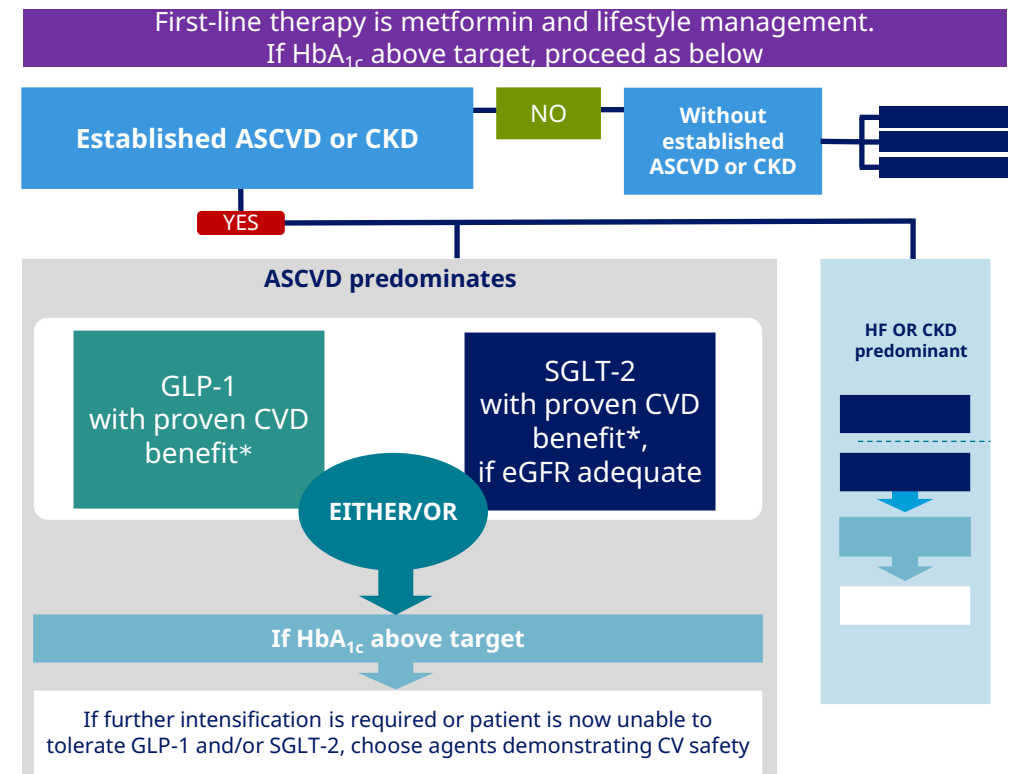 First-line therapy is metformin and lifestyle management.
If HbA1c above target, proceed as below
Established ASCVD or CKD
NO
Without
established
ASCVD or CKD
YES
ASCVD predominates
GLP-1
with proven CVD
benefit*
SGLT-2
with proven CVD
benefit*,
if eGFR adequate
EITHER/OR
If HbA1c above target
If further intensification is required or patient is now unable to
tolerate GLP-1 and/or SGLT-2, choose agents demonstrating CV safety
HF OR CKD
predominant